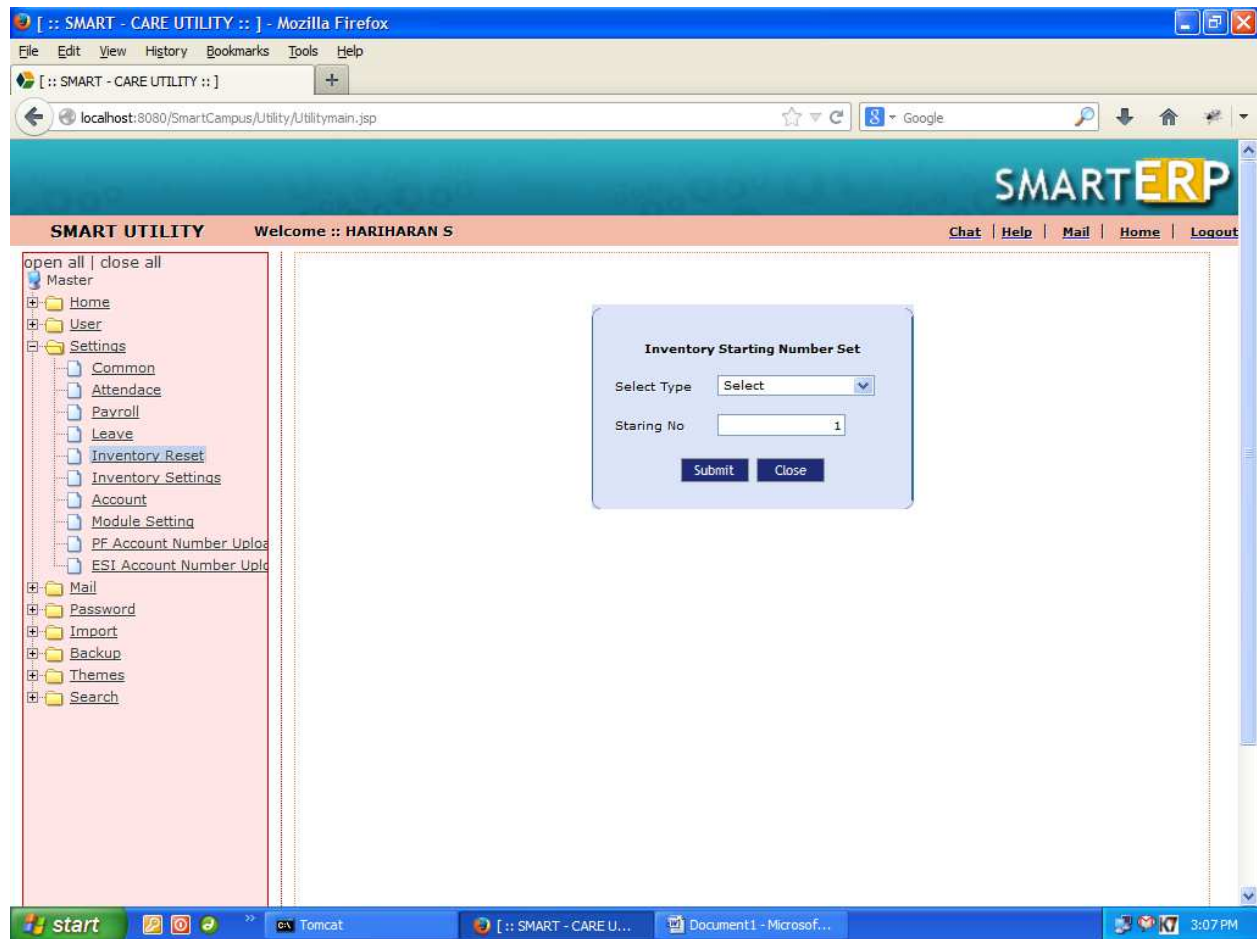 [ :: SMART - CARE UTILITY :: ] - Mozilla Firefox
File Edit View History Bookmarks Tools Help
[ :: SMART - CARE UTILITY :: ]
localhost:8080/SmartCampus/Utility/Utilitymain.jsp
Google
SMARTERP
SMART UTILITY Welcome :: HARIHARAN S Chat | Help | Mail | Home | Logout
open all | close all
Master
Home
User
Settings
Common
Attendace
Payroll
Leave
Inventory Reset
Inventory Settings
Account
Module Setting
PF Account Number Uploa
ESI Account Number Uplo
Mail
Password
Import
Backup
Themes
Search
Inventory Starting Number Set
Select Type Select
Staring No 1
Submit Close
start Tomcat [ :: SMART - CARE U... Document1 - Microsof... 3:07 PM